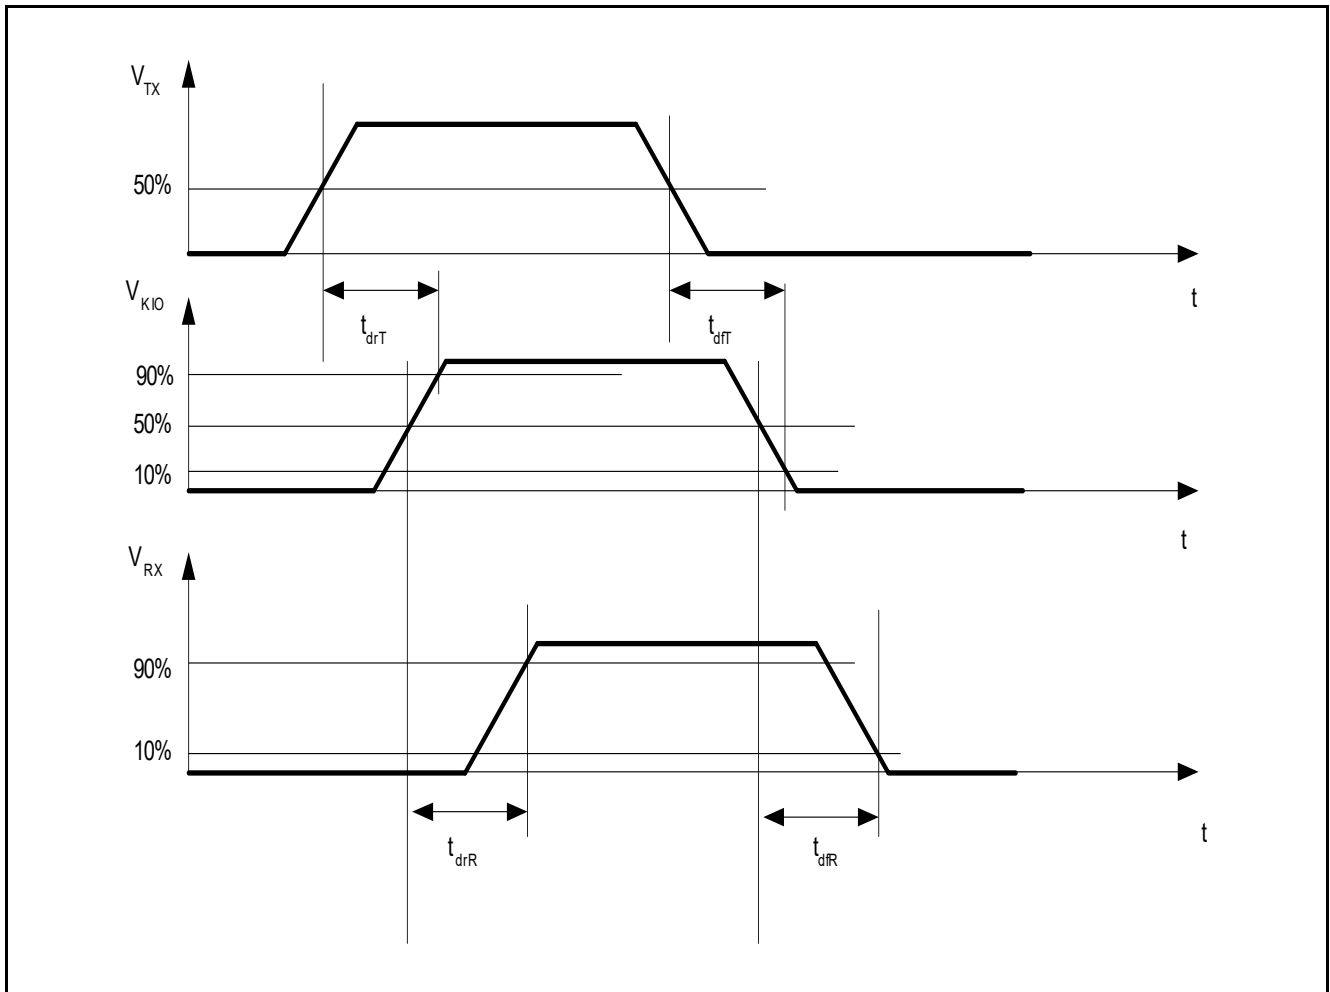 V_TX
50%
t
V_KIO
t_drT
t_dfT
90%
50%
10%
t
V_RX
90%
10%
t
t_drR
t_dfR